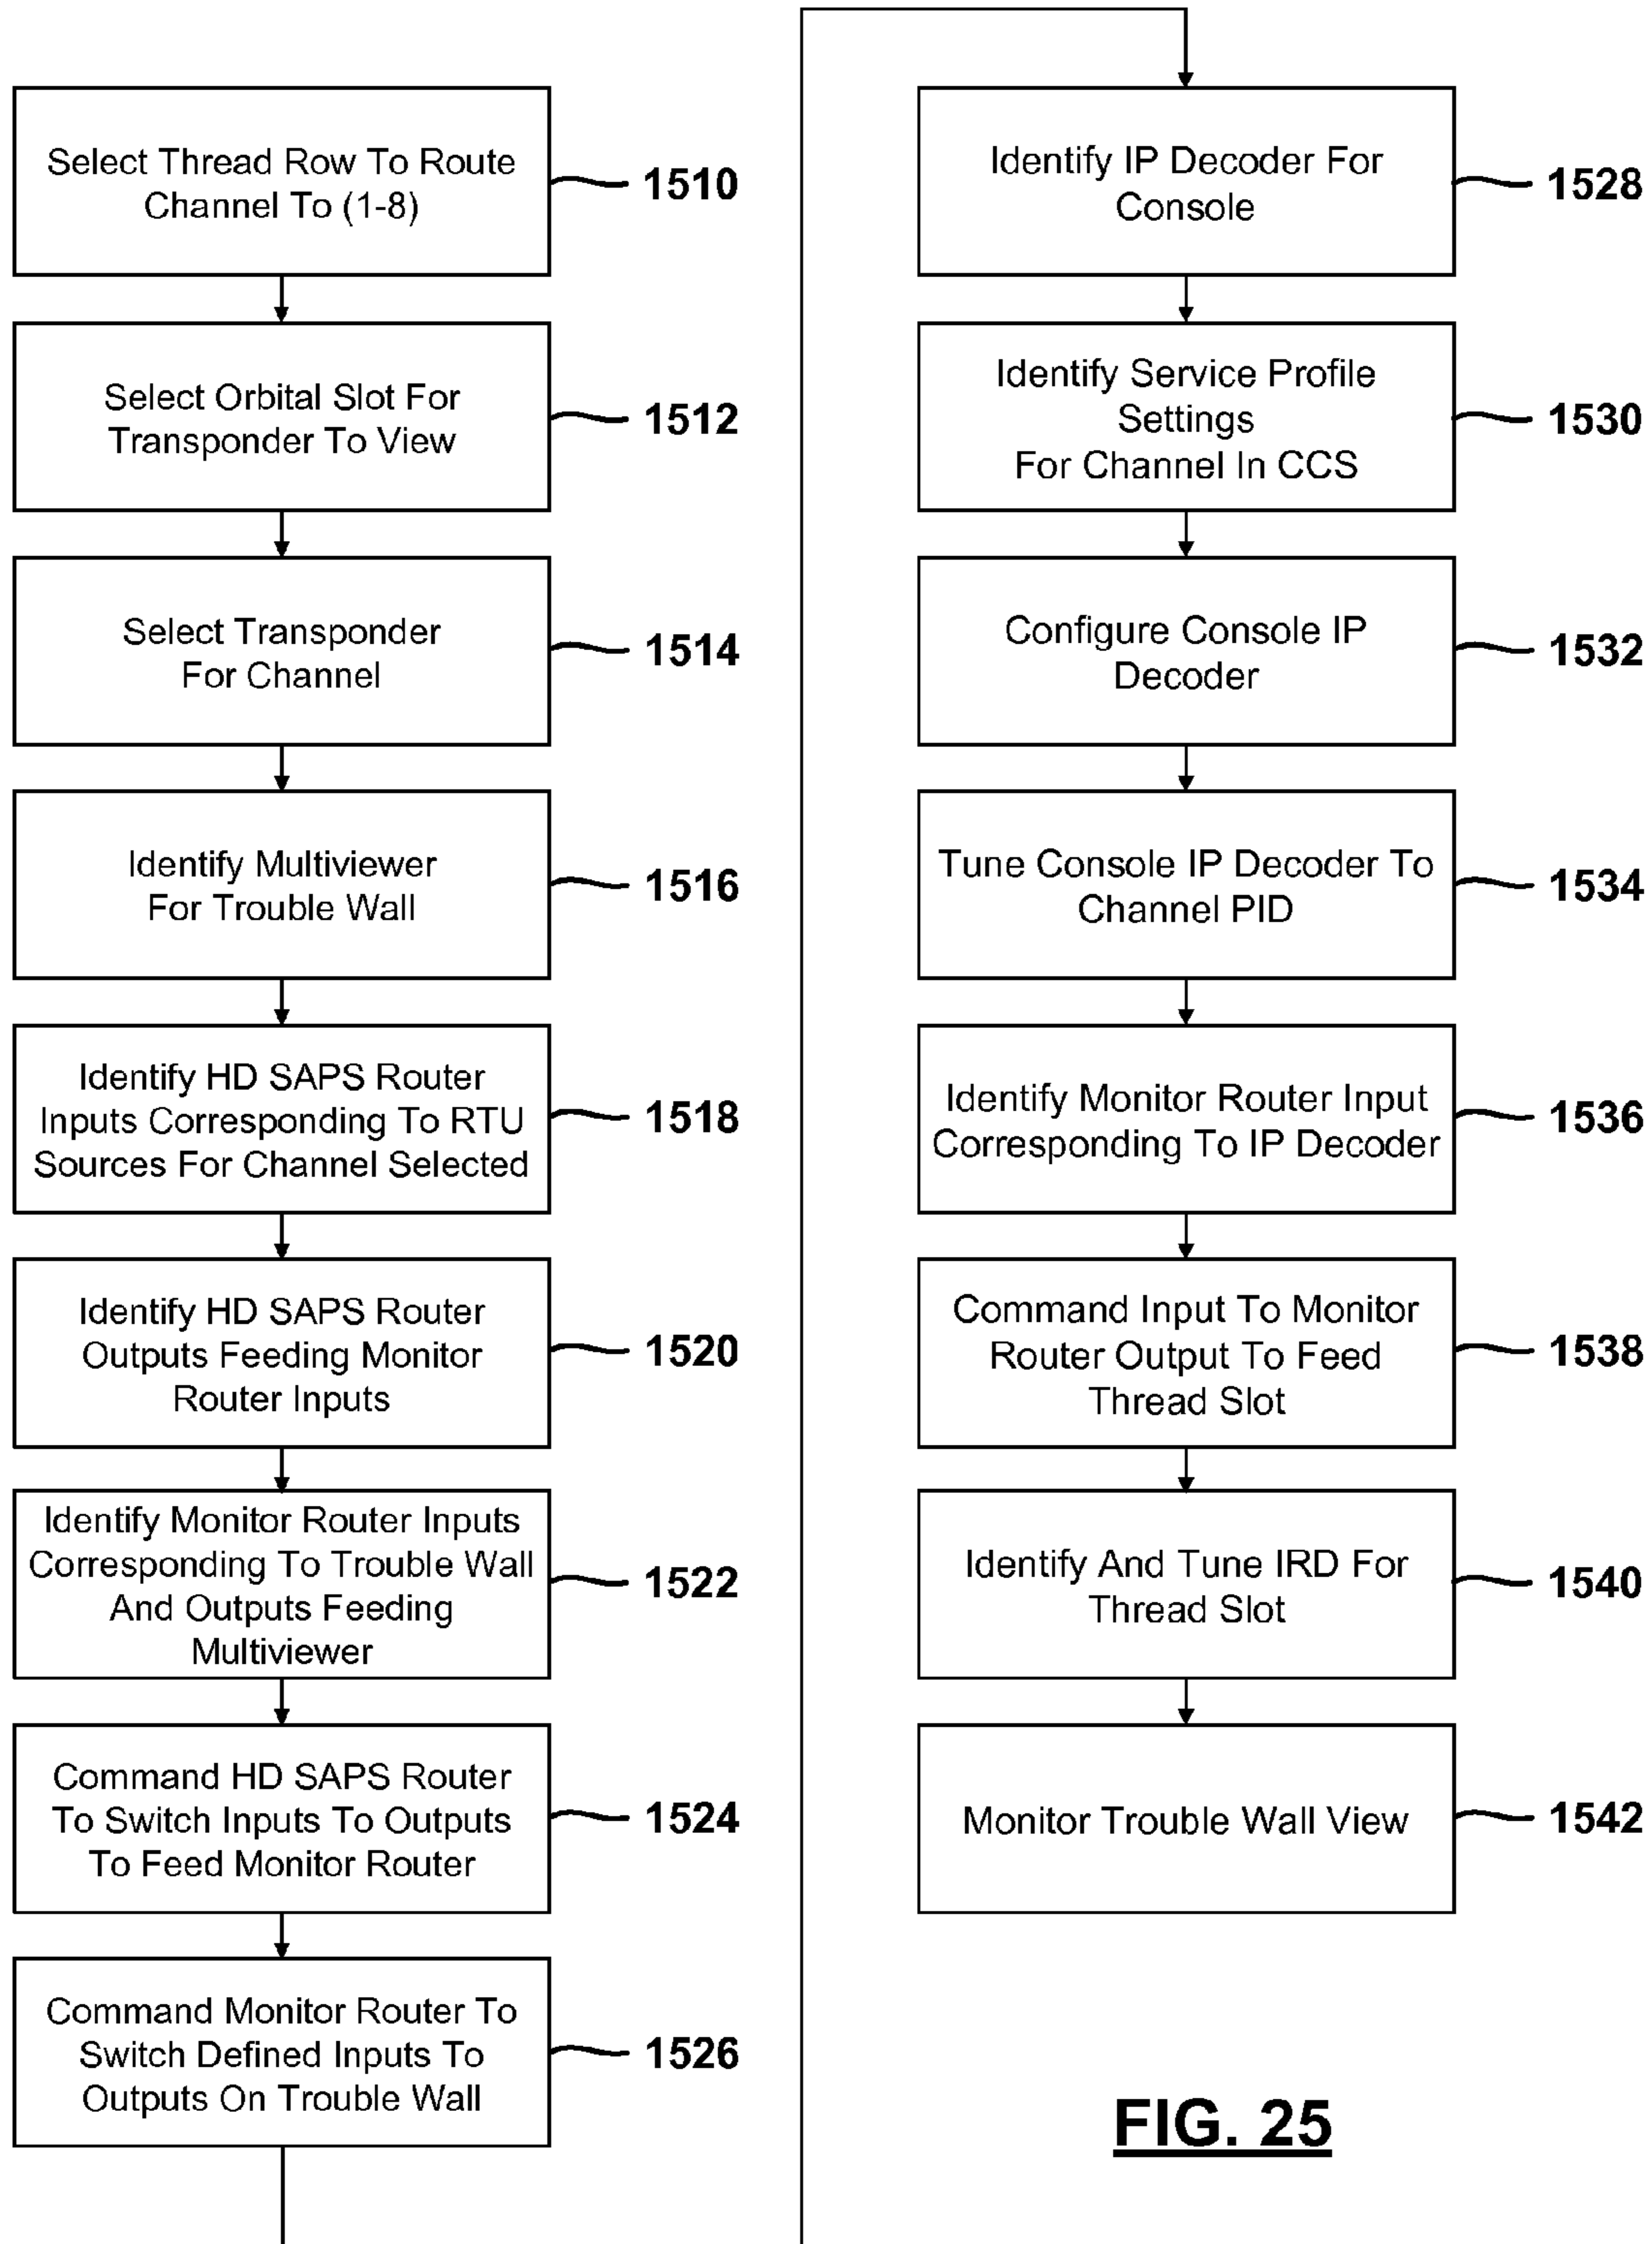 Select Thread Row To Route
Channel To (1-8)
1510
Select Orbital Slot For
Transponder To View
1512
Select Transponder
For Channel
1514
Identify Multiviewer
For Trouble Wall
1516
Identify HD SAPS Router
Inputs Corresponding To RTU
Sources For Channel Selected
1518
Identify HD SAPS Router
Outputs Feeding Monitor
Router Inputs
1520
Identify Monitor Router Inputs
Corresponding To Trouble Wall
And Outputs Feeding
Multiviewer
1522
Command HD SAPS Router
To Switch Inputs To Outputs
To Feed Monitor Router
1524
Command Monitor Router To
Switch Defined Inputs To
Outputs On Trouble Wall
1526
Identify IP Decoder For
Console
1528
Identify Service Profile
Settings
For Channel In CCS
1530
Configure Console IP
Decoder
1532
Tune Console IP Decoder To
Channel PID
1534
Identify Monitor Router Input
Corresponding To IP Decoder
1536
Command Input To Monitor
Router Output To Feed
Thread Slot
1538
Identify And Tune IRD For
Thread Slot
1540
Monitor Trouble Wall View
1542
FIG. 25